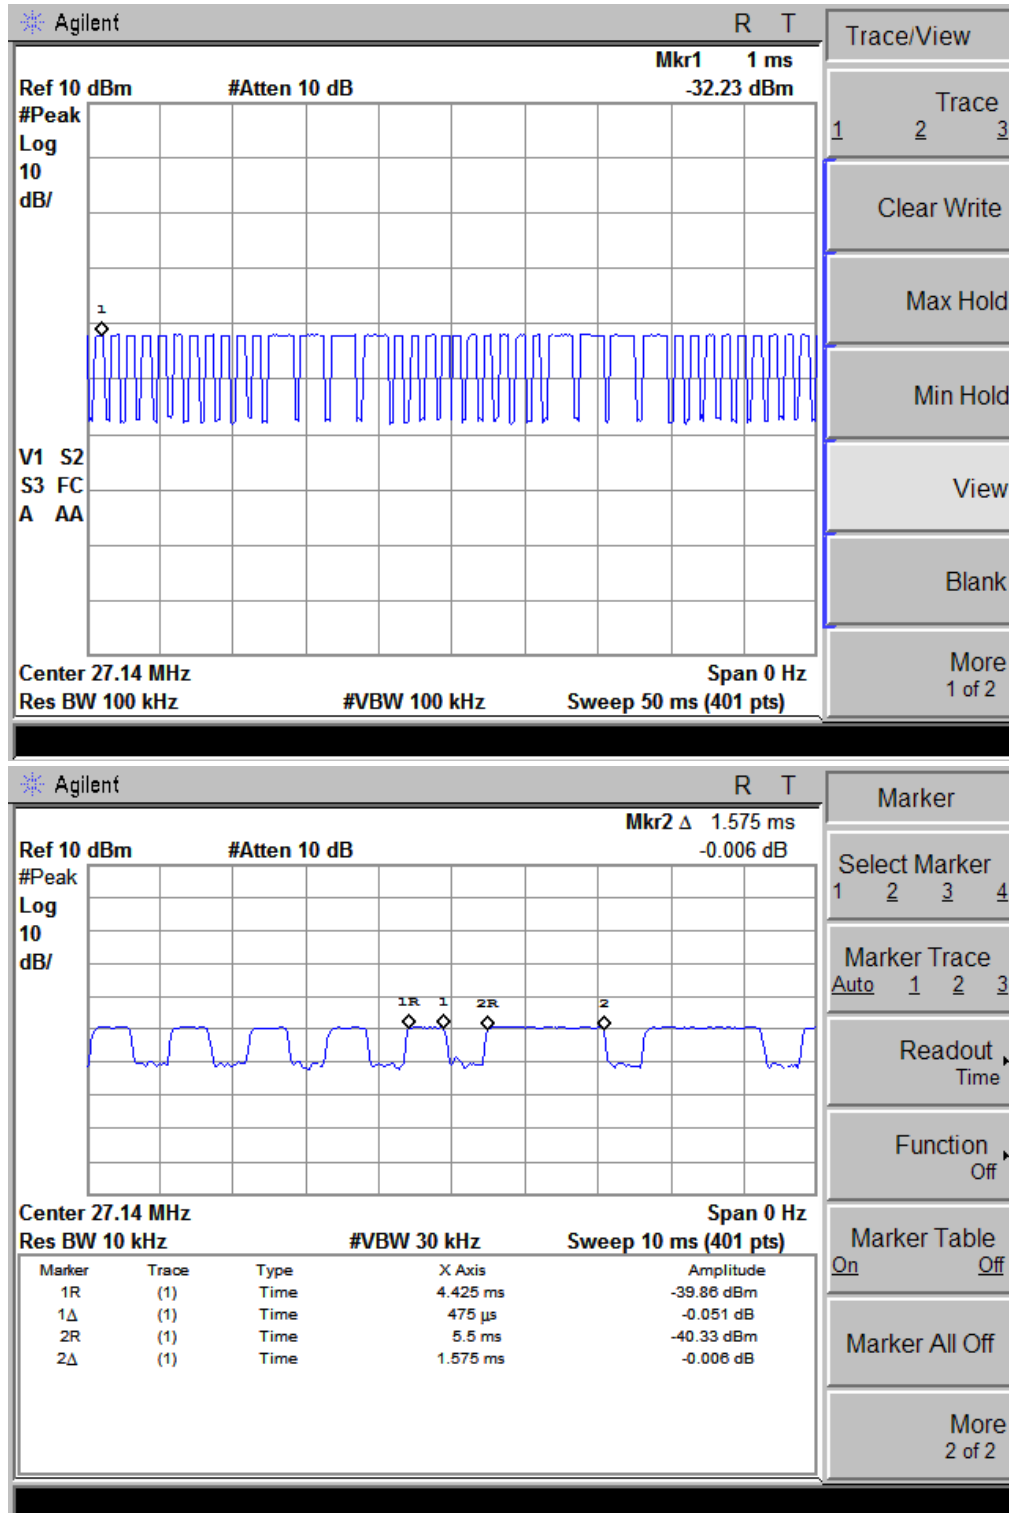 Agilent R T
Trace/View
Mkr1 1 ms
Ref 10 dBm #Atten 10 dB -32.23 dBm
#Peak
Log
10
dB/
Trace
1 2 3
Clear Write
Max Hold
1
Min Hold
V1 S2
S3 FC
A AA
View
Blank
Center 27.14 MHz Span 0 Hz
Res BW 100 kHz #VBW 100 kHz Sweep 50 ms (401 pts)
More
1 of 2
Agilent R T
Marker
Mkr2 Δ 1.575 ms
Ref 10 dBm #Atten 10 dB -0.006 dB
#Peak
Log
10
dB/
Select Marker
1 2 3 4
Marker Trace
Auto 1 2 3
1R 1 2R 2
Readout
Time
Function
Off
Center 27.14 MHz Span 0 Hz
Res BW 10 kHz #VBW 30 kHz Sweep 10 ms (401 pts)
Marker Table
On Off
Marker Trace Type X Axis Amplitude
1R (1) Time 4.425 ms -39.86 dBm
1Δ (1) Time 475 µs -0.051 dB
2R (1) Time 5.5 ms -40.33 dBm
2Δ (1) Time 1.575 ms -0.006 dB
Marker All Off
More
2 of 2